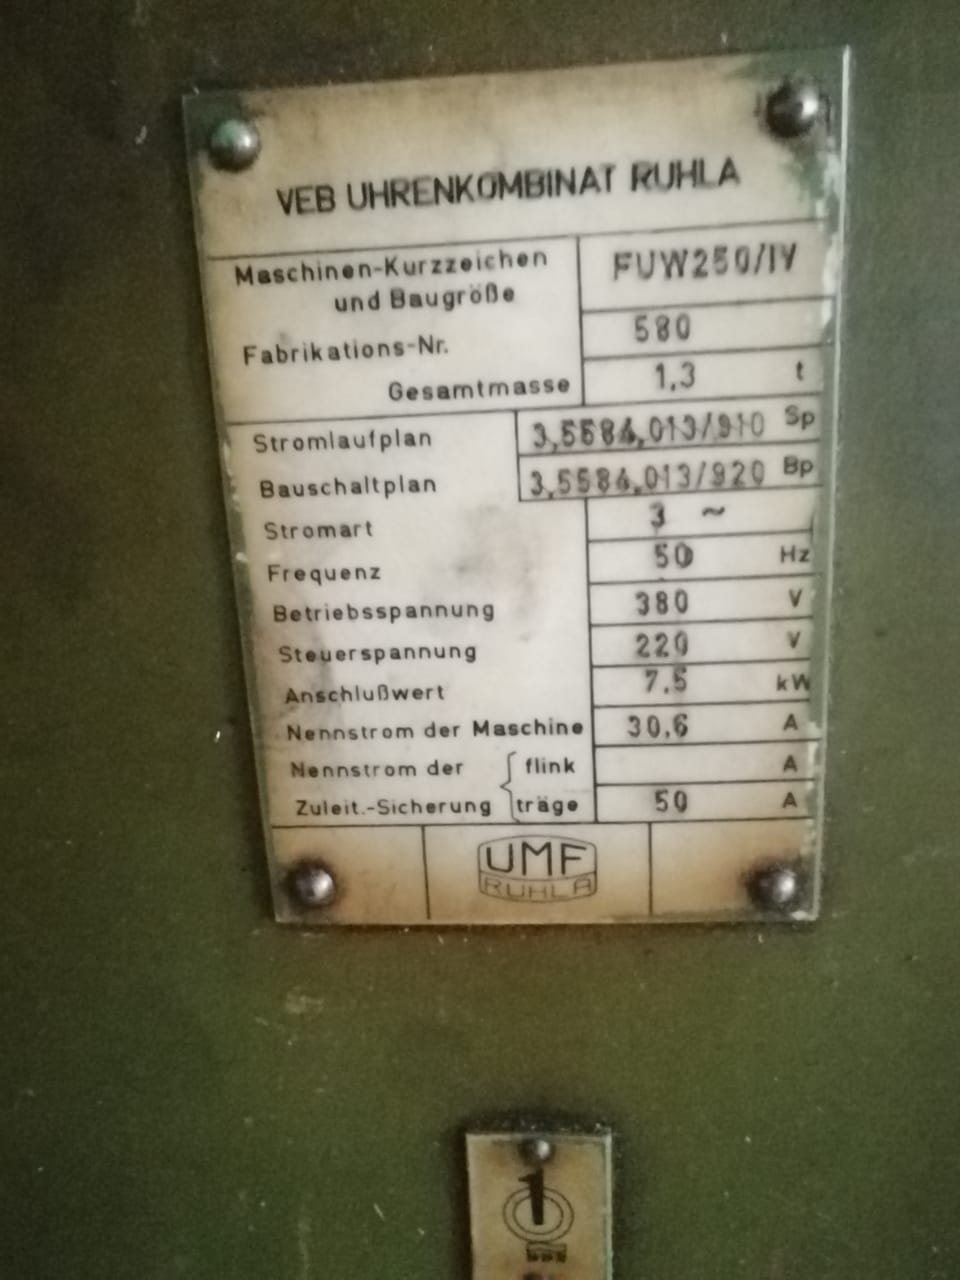 VEB UHRENKOMBINAT RUHLA
Maschinen-Kurzzeichen und Baugröße FUW250/IV
Fabrikations-Nr. 580
Gesamtmasse 1,3 t
Stromlaufplan 3,5584,013/910 Sp
Bauschaltplan 3,5584,013/920 Bp
Stromart 3 ~
Frequenz 50 Hz
Betriebsspannung 380 V
Steuerspannung 220 V
Anschlußwert 7,5 kW
Nennstrom der Maschine 30,6 A
Nennstrom der flink A
Zuleit.-Sicherung träge 50 A
UMF
RUHLA
1